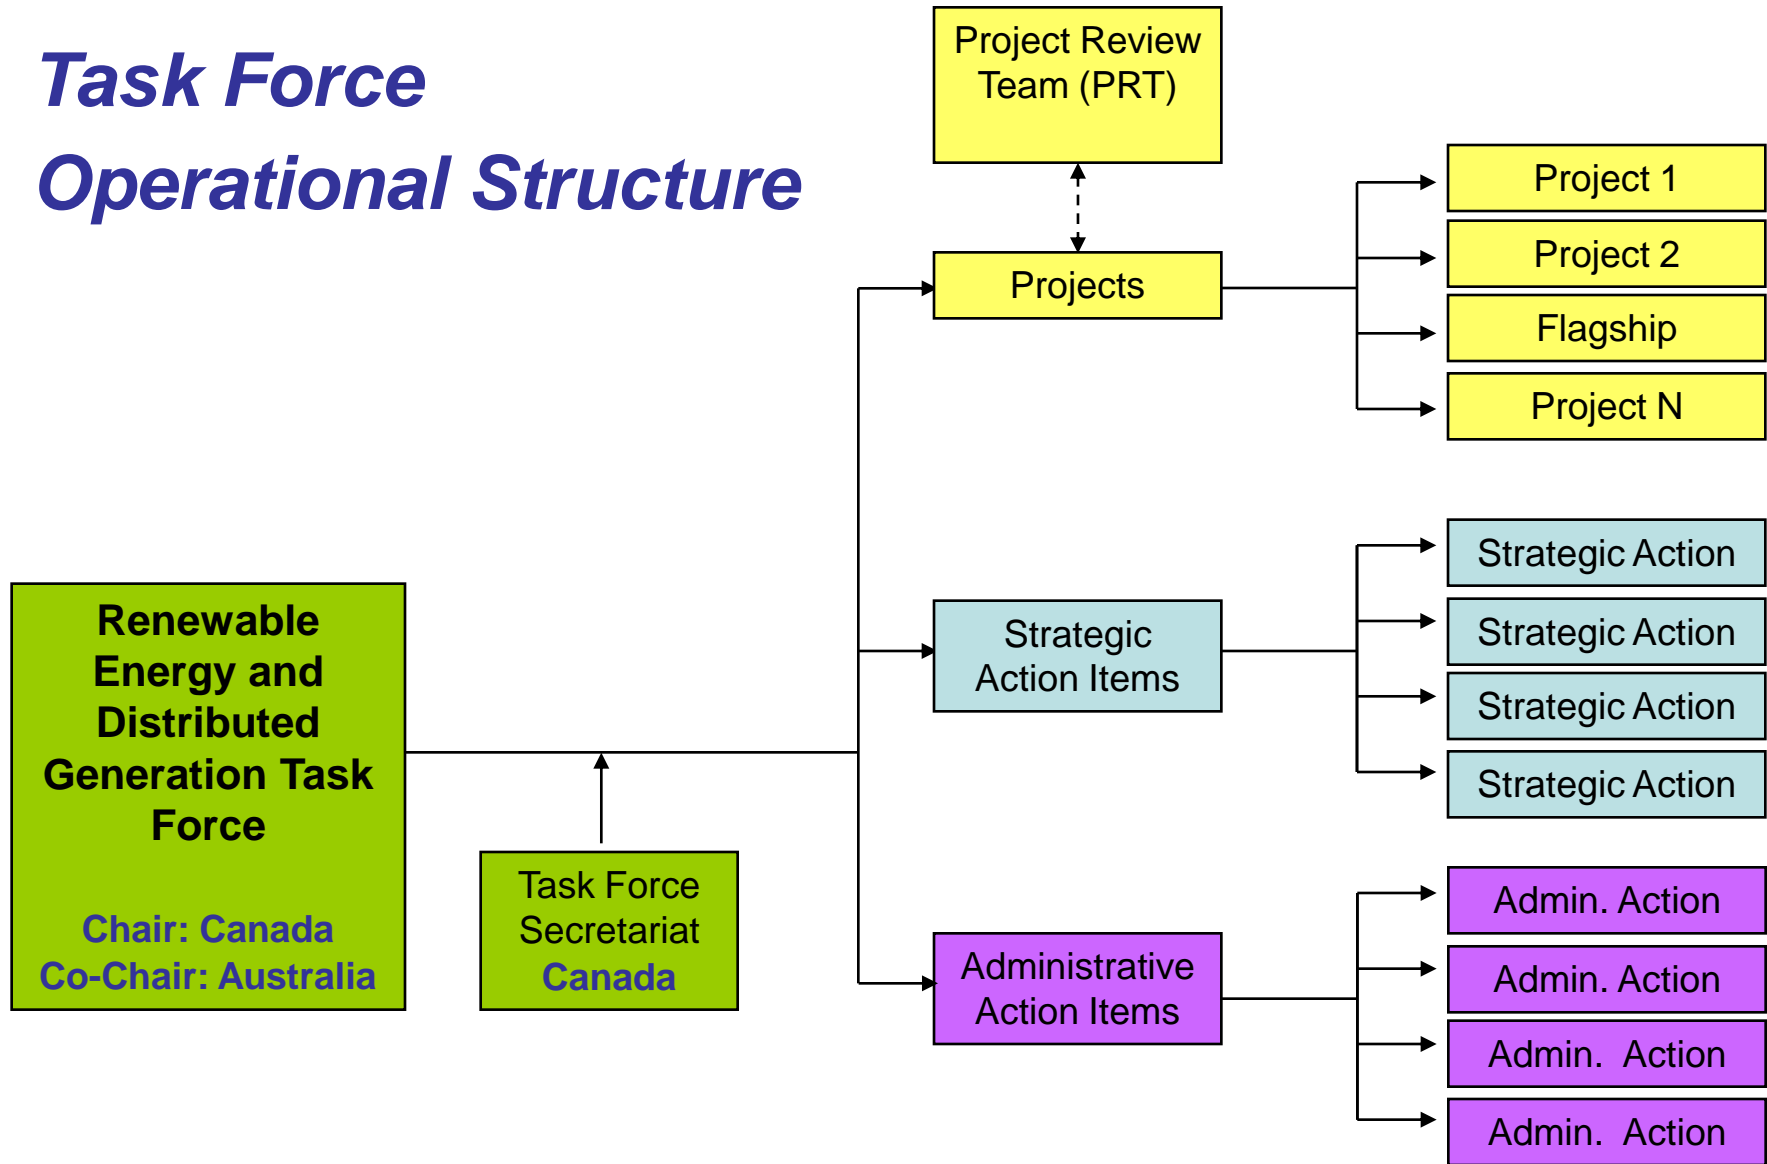 Task Force
Operational Structure
Project Review
Team (PRT)
Projects
Project 1
Project 2
Flagship
Project N
Renewable
Energy and
Distributed
Generation Task
Force
Chair: Canada
Co-Chair: Australia
Task Force
Secretariat
Canada
Strategic
Action Items
Strategic Action
Strategic Action
Strategic Action
Strategic Action
Administrative
Action Items
Admin. Action
Admin. Action
Admin.  Action
Admin.  Action